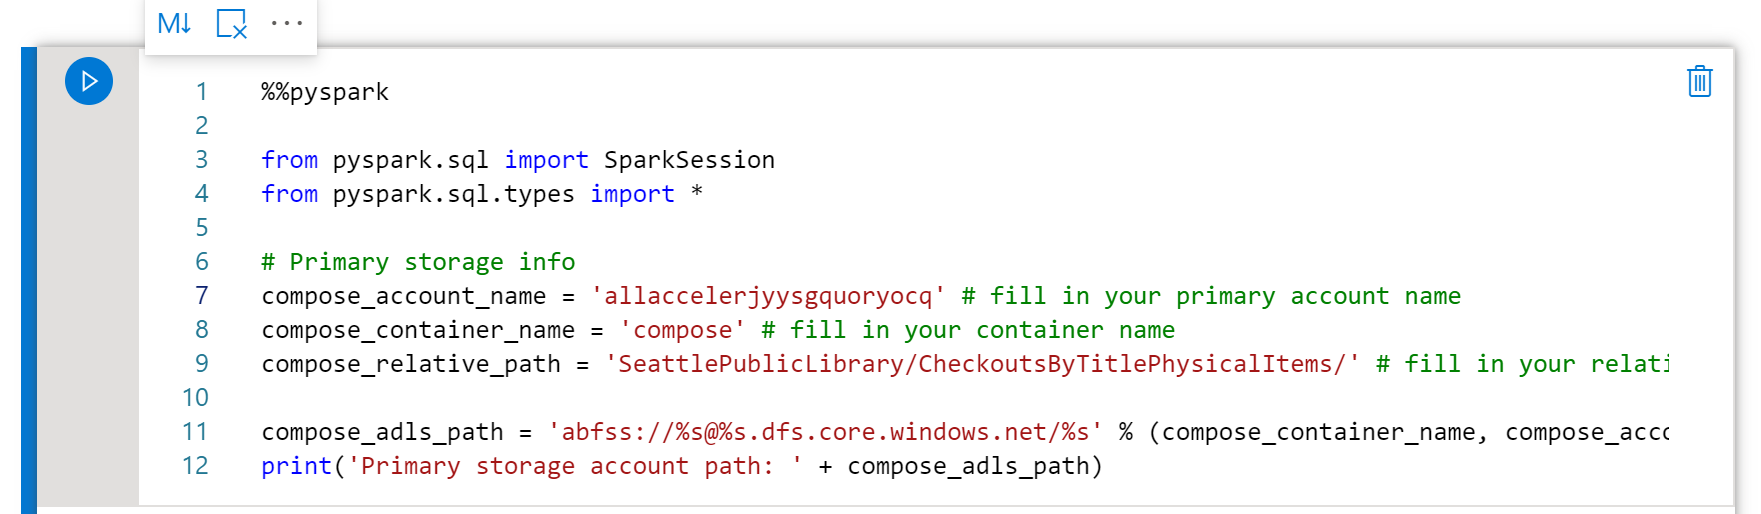 M↓
1 %%pyspark
2
3 from pyspark.sql import SparkSession
4 from pyspark.sql.types import *
5
6 # Primary storage info
7 compose_account_name = 'allaccelerjyysgquoryocq' # fill in your primary account name
8 compose_container_name = 'compose' # fill in your container name
9 compose_relative_path = 'SeattlePublicLibrary/CheckoutsByTitlePhysicalItems/' # fill in your relati
10
11 compose_adls_path = 'abfss://%s@%s.dfs.core.windows.net/%s' % (compose_container_name, compose_acco
12 print('Primary storage account path: ' + compose_adls_path)